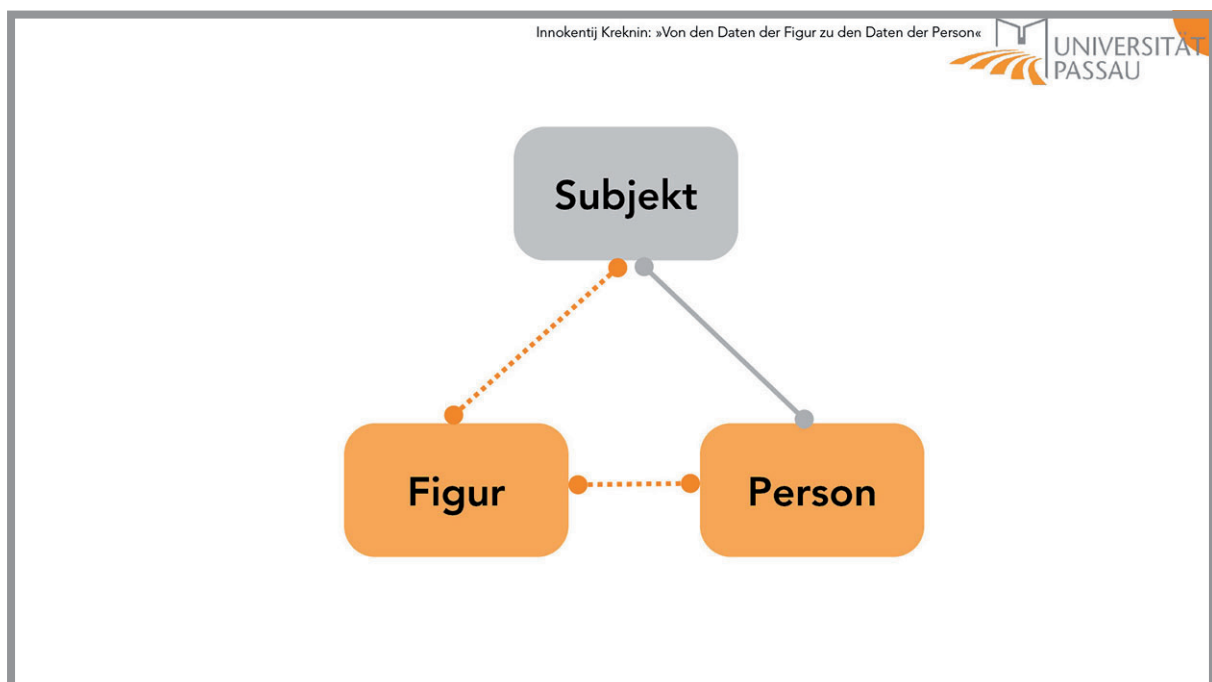 Innokentij Kreknin: »Von den Daten der Figur zu den Daten der Person«
UNIVERSITÄT
PASSAU
Subjekt
Figur
Person